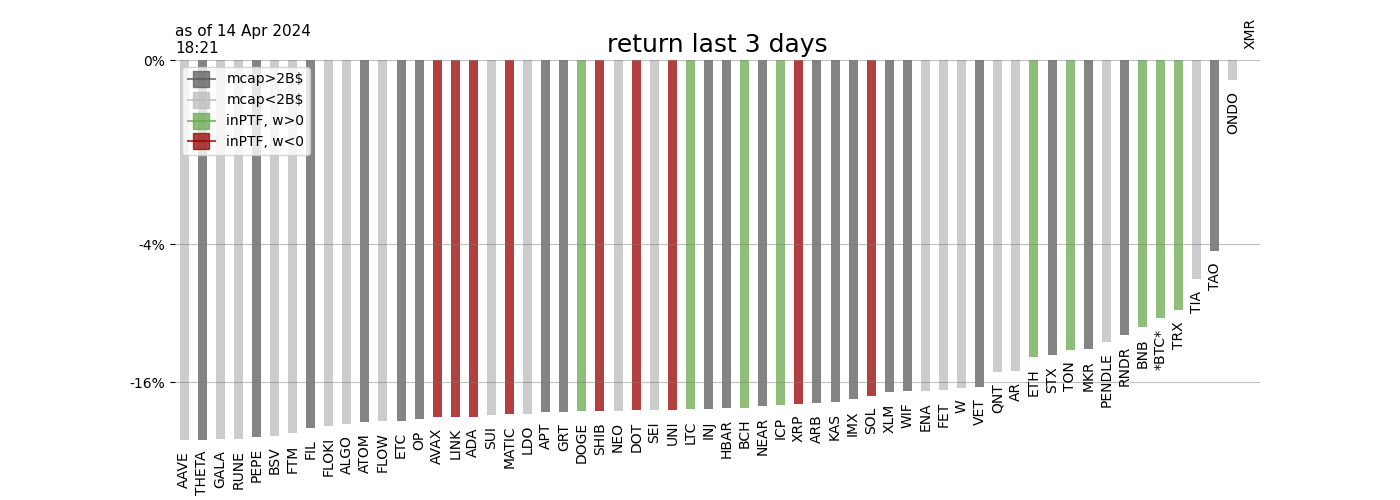 as of 14 Apr 2024
18:21
return last 3 days
XMR
0%
mcap>2B$
mcap<2B$
inPTF, w>0
inPTF, w<0
-4%
-16%
AAVE
THETA
GALA
RUNE
PEPE
BSV
FTM
FIL
FLOKI
ALGO
ATOM
FLOW
ETC
OP
AVAX
LINK
ADA
SUI
MATIC
LDO
APT
GRT
DOGE
SHIB
NEO
DOT
SEI
UNI
LTC
INJ
HBAR
BCH
NEAR
ICP
XRP
ARB
KAS
IMX
SOL
XLM
WIF
ENA
FET
W
VET
QNT
AR
ETH
STX
TON
MKR
PENDLE
RNDR
BNB
*BTC*
TRX
TIA
TAO
ONDO